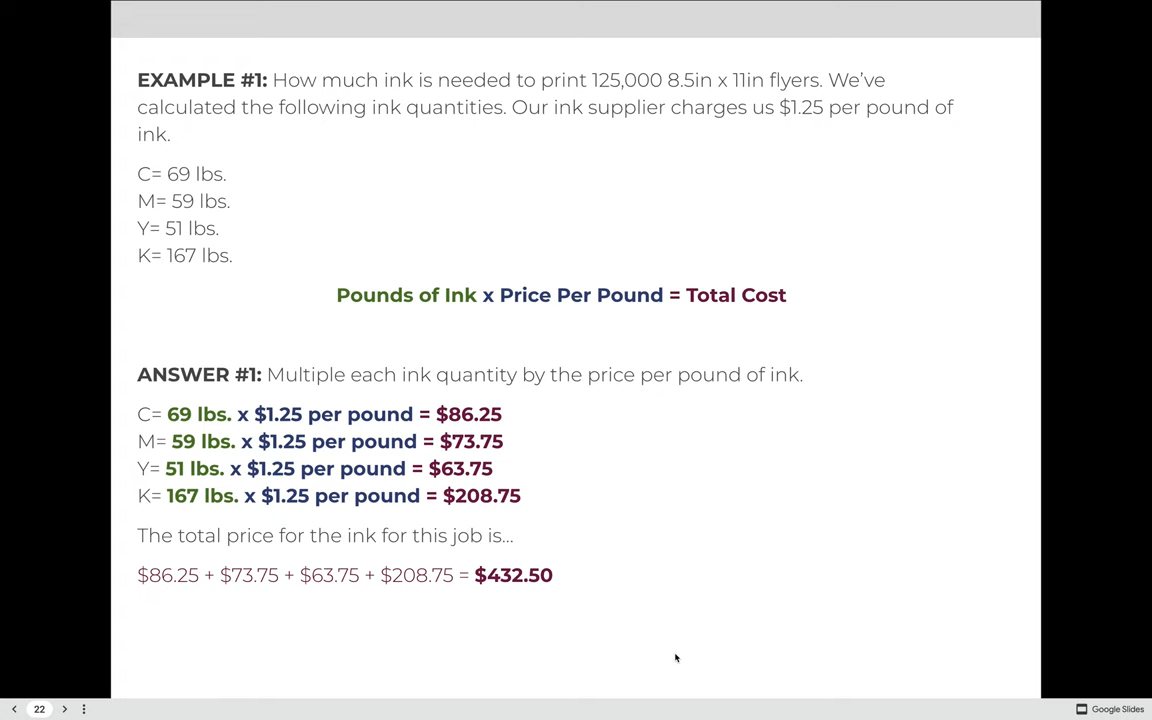 EXAMPLE #1: How much ink is needed to print 125,000 8.5in x 11in flyers. We've
calculated the following ink quantities. Our ink supplier charges us $1.25 per pound of
ink.
C= 69 lbs.
M= 59 lbs.
Y= 51 lbs.
K= 167 lbs.
Pounds of Ink x Price Per Pound = Total Cost
ANSWER #1: Multiple each ink quantity by the price per pound of ink.
C= 69 lbs. x $1.25 per pound = $86.25
M= 59 lbs. x $1.25 per pound = $73.75
Y= 51 lbs. x $1.25 per pound = $63.75
K= 167 lbs. x $1.25 per pound = $208.75
The total price for the ink for this job is...
$86.25 + $73.75 + $63.75 + $208.75 = $432.50
22
Google Slides